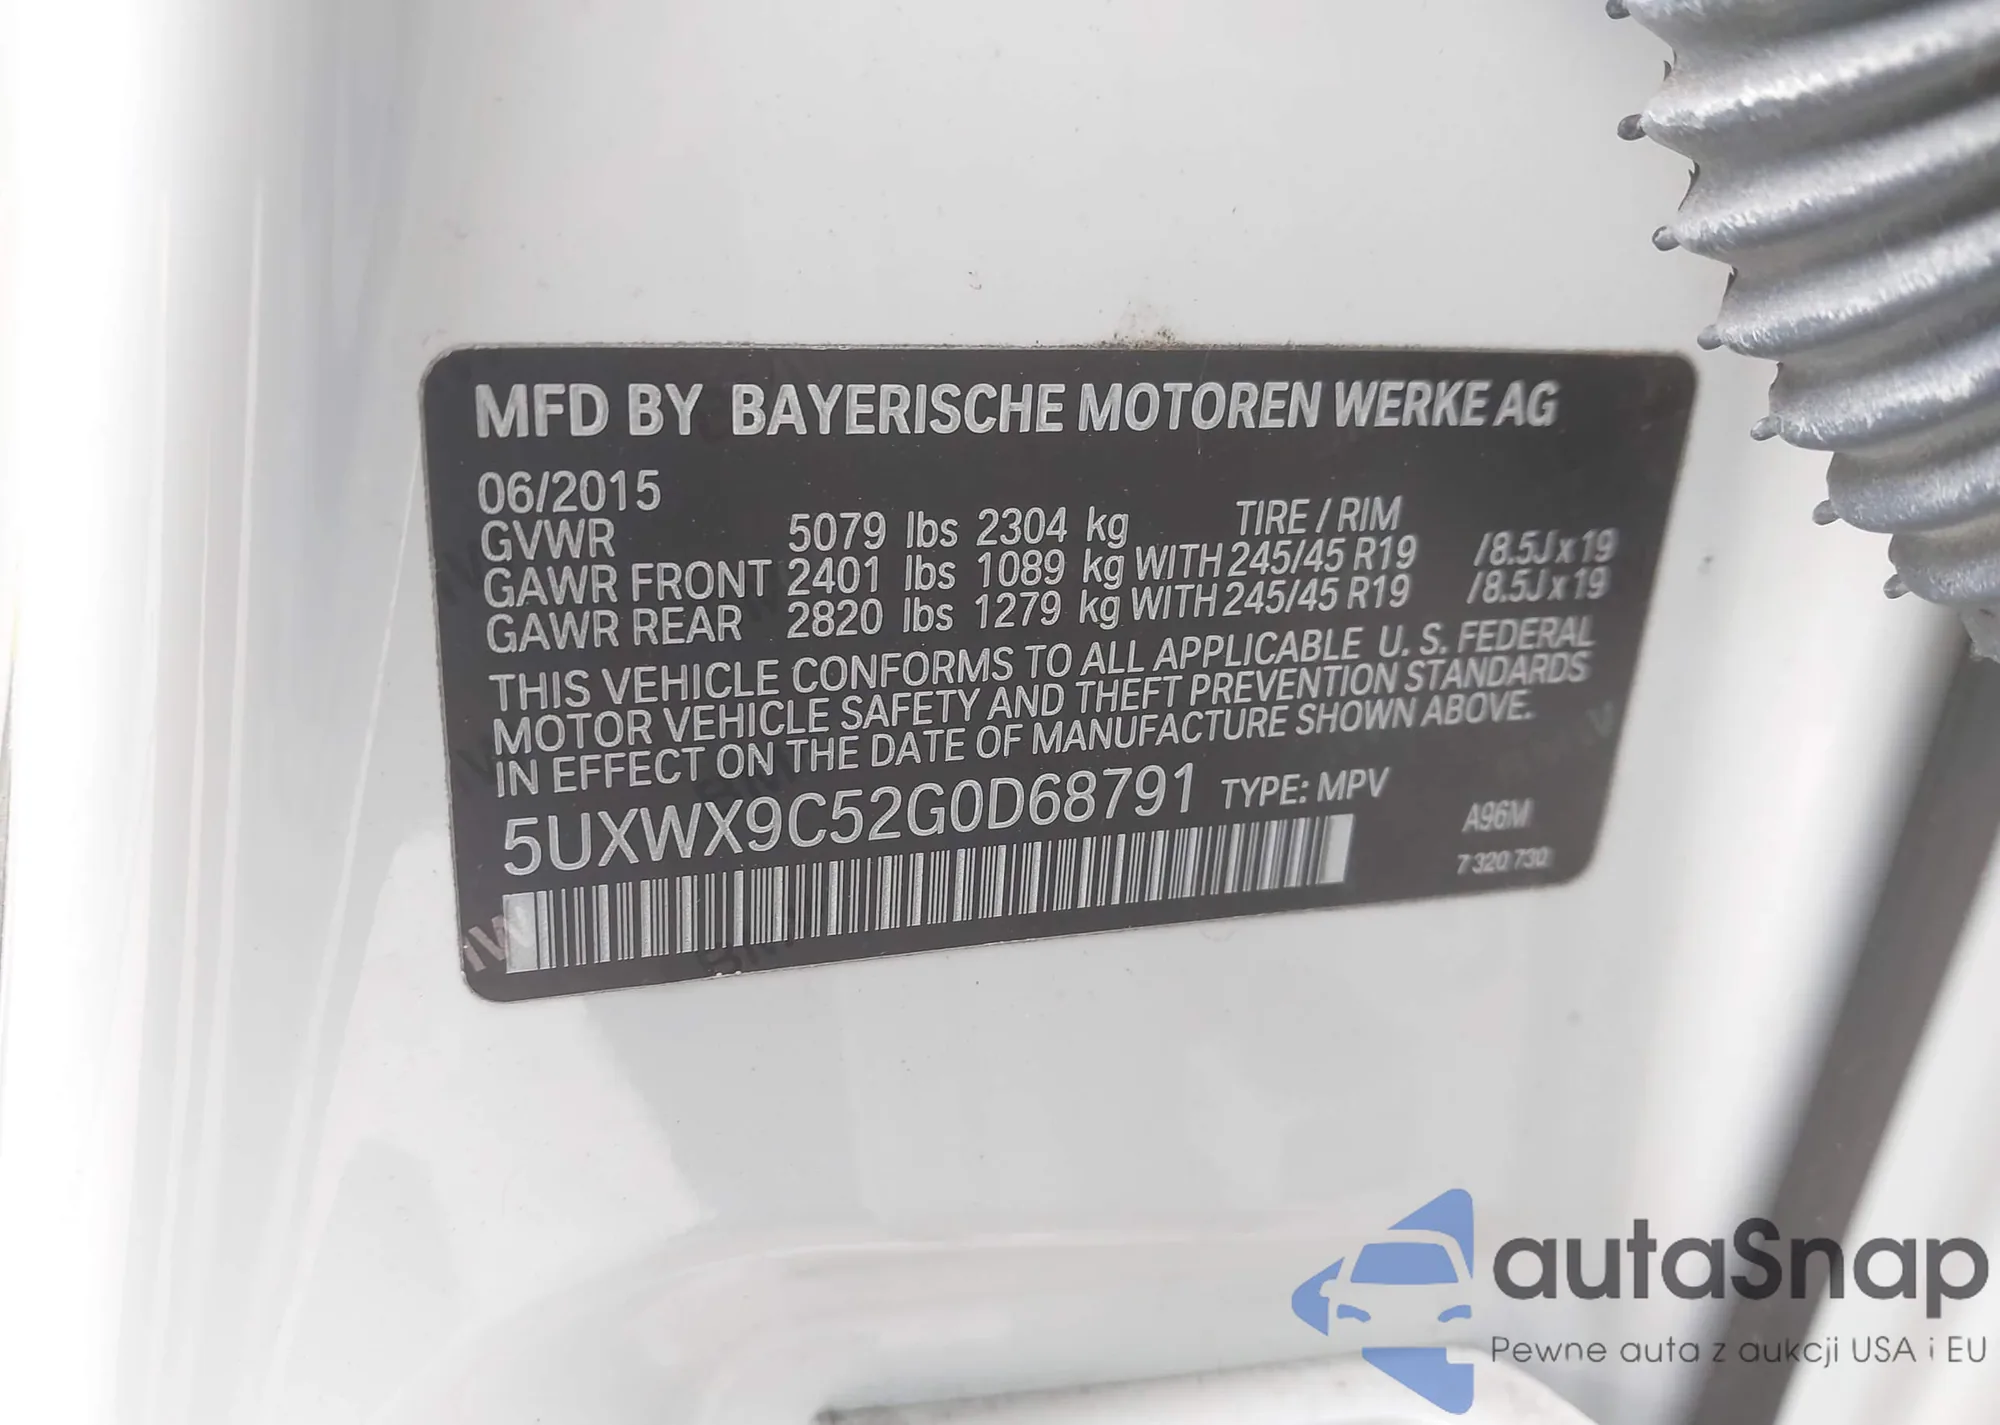 MFD BY BAYERISCHE MOTOREN WERKE AG
06/2015
GVWR 5079 lbs 2304 kg TIRE / RIM
GAWR FRONT 2401 lbs 1089 kg WITH 245/45 R19 /8.5J x 19
GAWR REAR 2820 lbs 1279 kg WITH 245/45 R19 /8.5J x 19
THIS VEHICLE CONFORMS TO ALL APPLICABLE U. S. FEDERAL
MOTOR VEHICLE SAFETY AND THEFT PREVENTION STANDARDS
IN EFFECT ON THE DATE OF MANUFACTURE SHOWN ABOVE.
5UXWX9C52G0D68791 TYPE: MPV
A96M
7 320 730
autaSnap
Pewne auta z aukcji USA i EU